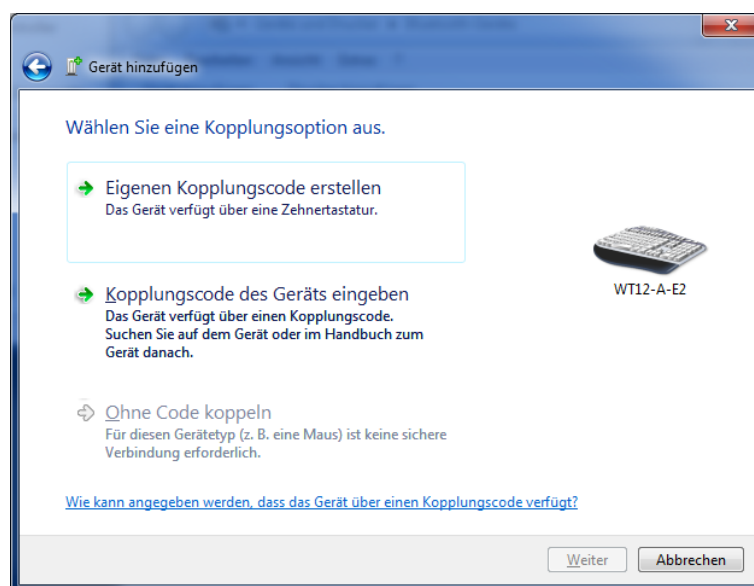 Gerät hinzufügen
Wählen Sie eine Kopplungsoption aus.
Eigenen Kopplungscode erstellen
Das Gerät verfügt über eine Zehnertastatur.
Kopplungscode des Geräts eingeben
Das Gerät verfügt über einen Kopplungscode.
Suchen Sie auf dem Gerät oder im Handbuch zum
Gerät danach.
WT12-A-E2
Ohne Code koppeln
Für diesen Gerätetyp (z. B. eine Maus) ist keine sichere
Verbindung erforderlich.
Wie kann angegeben werden, dass das Gerät über einen Kopplungscode verfügt?
Weiter
Abbrechen